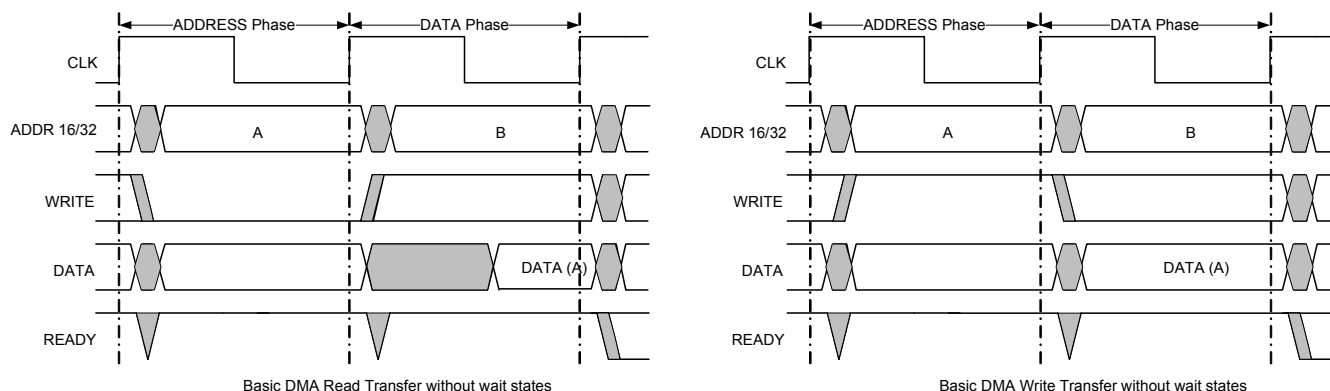 ADDRESS Phase DATA Phase
CLK
ADDR 16/32 A B
WRITE
DATA DATA (A)
READY
Basic DMA Read Transfer without wait states
ADDRESS Phase DATA Phase
CLK
ADDR 16/32 A B
WRITE
DATA DATA (A)
READY
Basic DMA Write Transfer without wait states